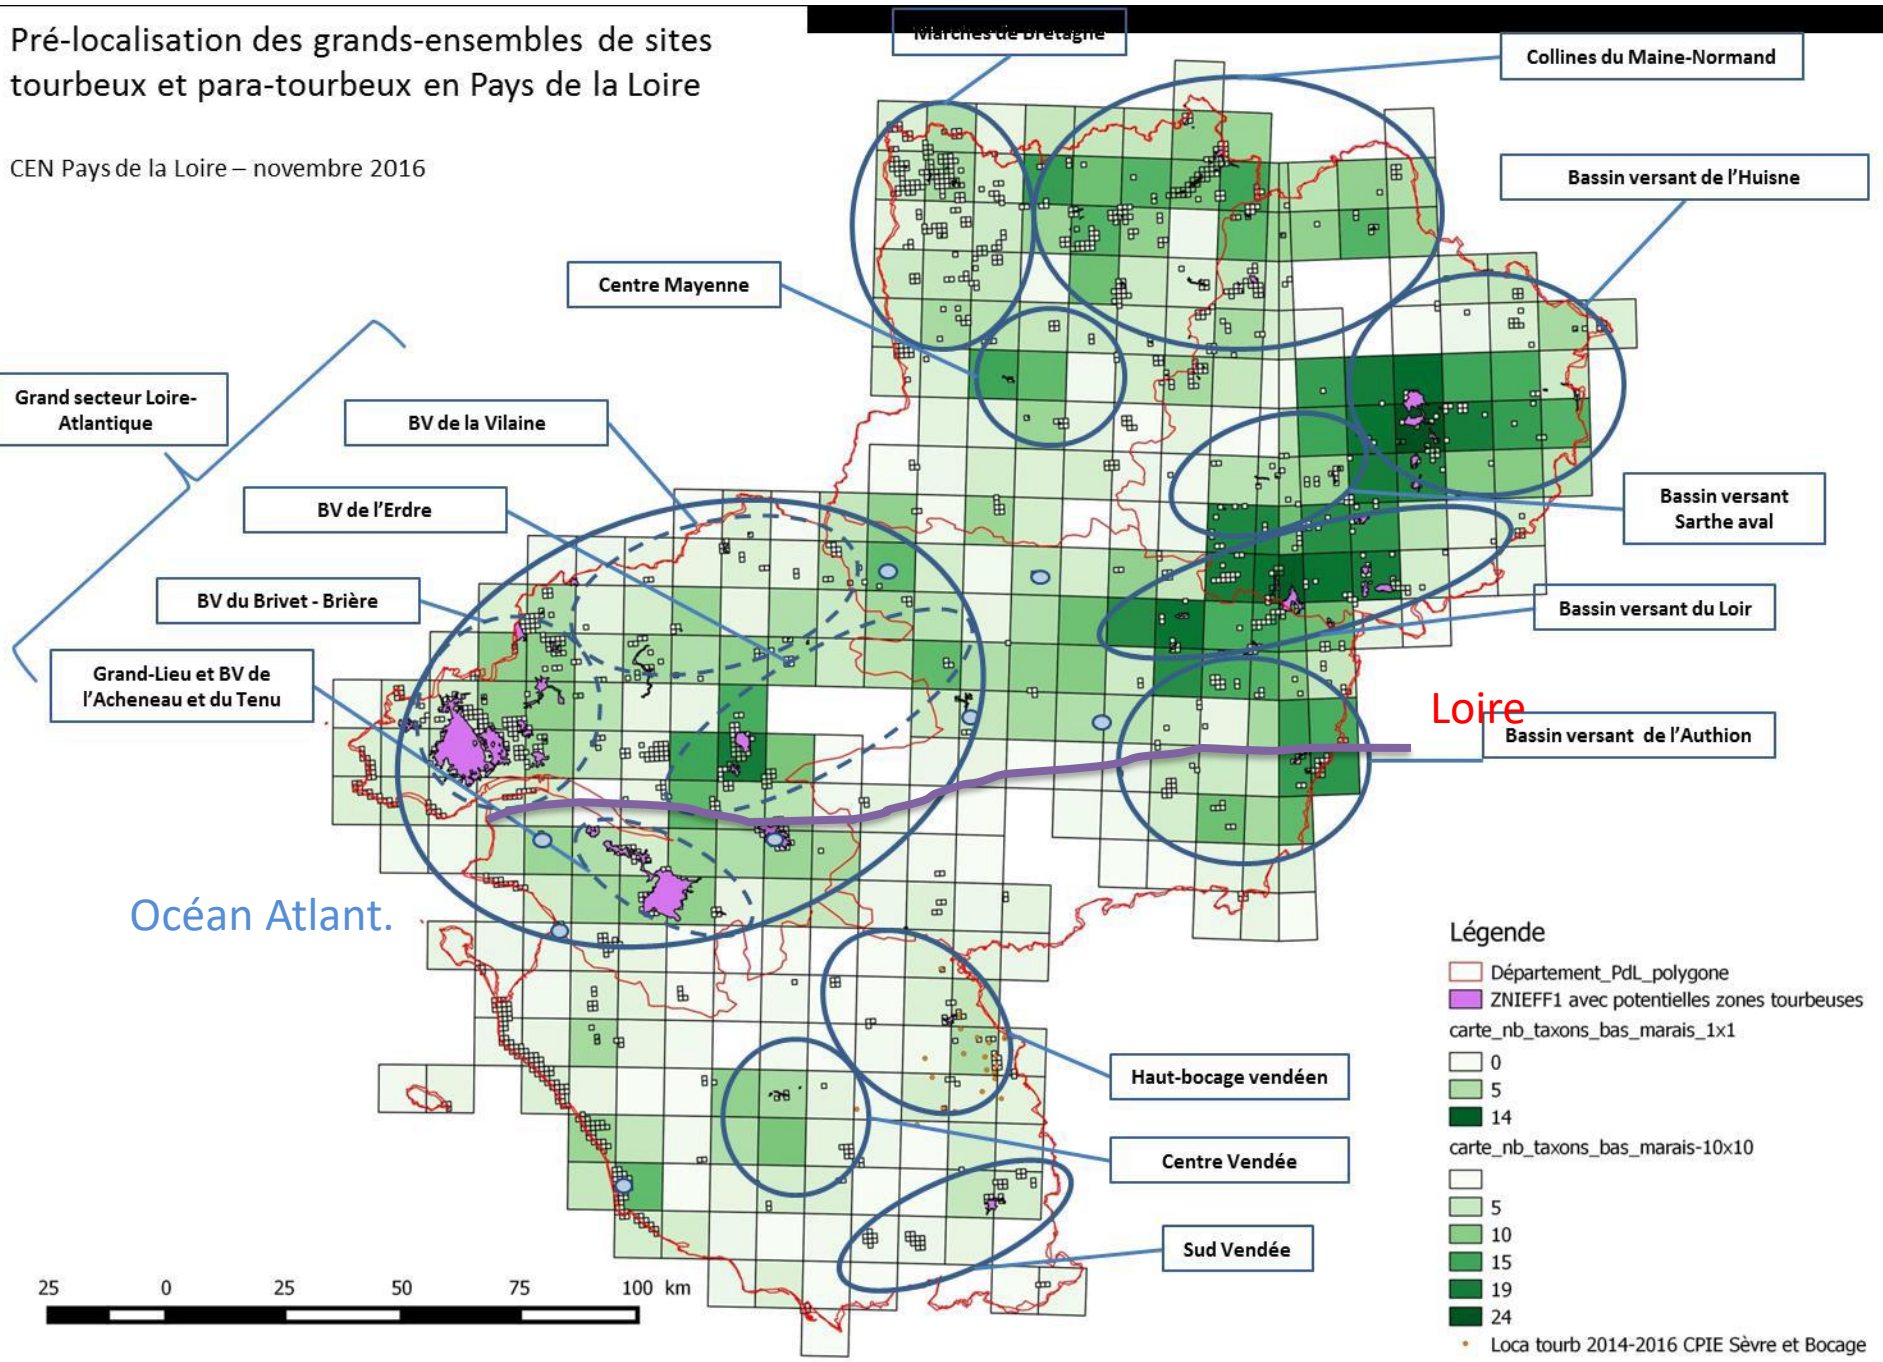 Pré-localisation des grands-ensembles de sites
tourbeux et para-tourbeux en Pays de la Loire
CEN Pays de la Loire – novembre 2016
Marches de Bretagne
Collines du Maine-Normand
Bassin versant de l'Huisne
Centre Mayenne
Grand secteur Loire-
Atlantique
BV de la Vilaine
BV de l'Erdre
Bassin versant
Sarthe aval
BV du Brivet - Brière
Bassin versant du Loir
Grand-Lieu et BV de
l'Acheneau et du Tenu
Loire
Bassin versant de l'Authion
Océan Atlant.
Haut-bocage vendéen
Centre Vendée
Sud Vendée
25 0 25 50 75 100 km
Légende
Département_PdL_polygone
ZNIEFF1 avec potentielles zones tourbeuses
carte_nb_taxons_bas_marais_1x1
0
5
14
carte_nb_taxons_bas_marais-10x10
5
10
15
19
24
Loca tourb 2014-2016 CPIE Sèvre et Bocage